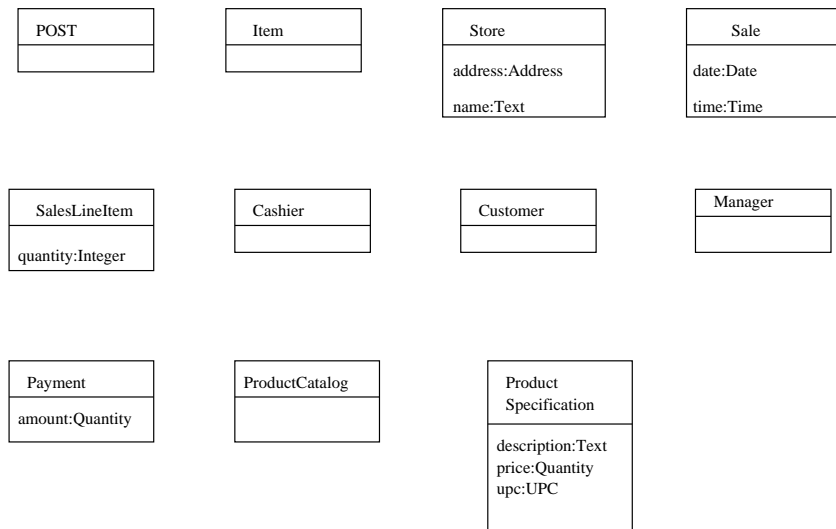 POST
Item
Store
address:Address
name:Text
Sale
date:Date
time:Time
SalesLineItem
quantity:Integer
Cashier
Customer
Manager
Payment
amount:Quantity
ProductCatalog
Product
Specification
description:Text
price:Quantity
upc:UPC